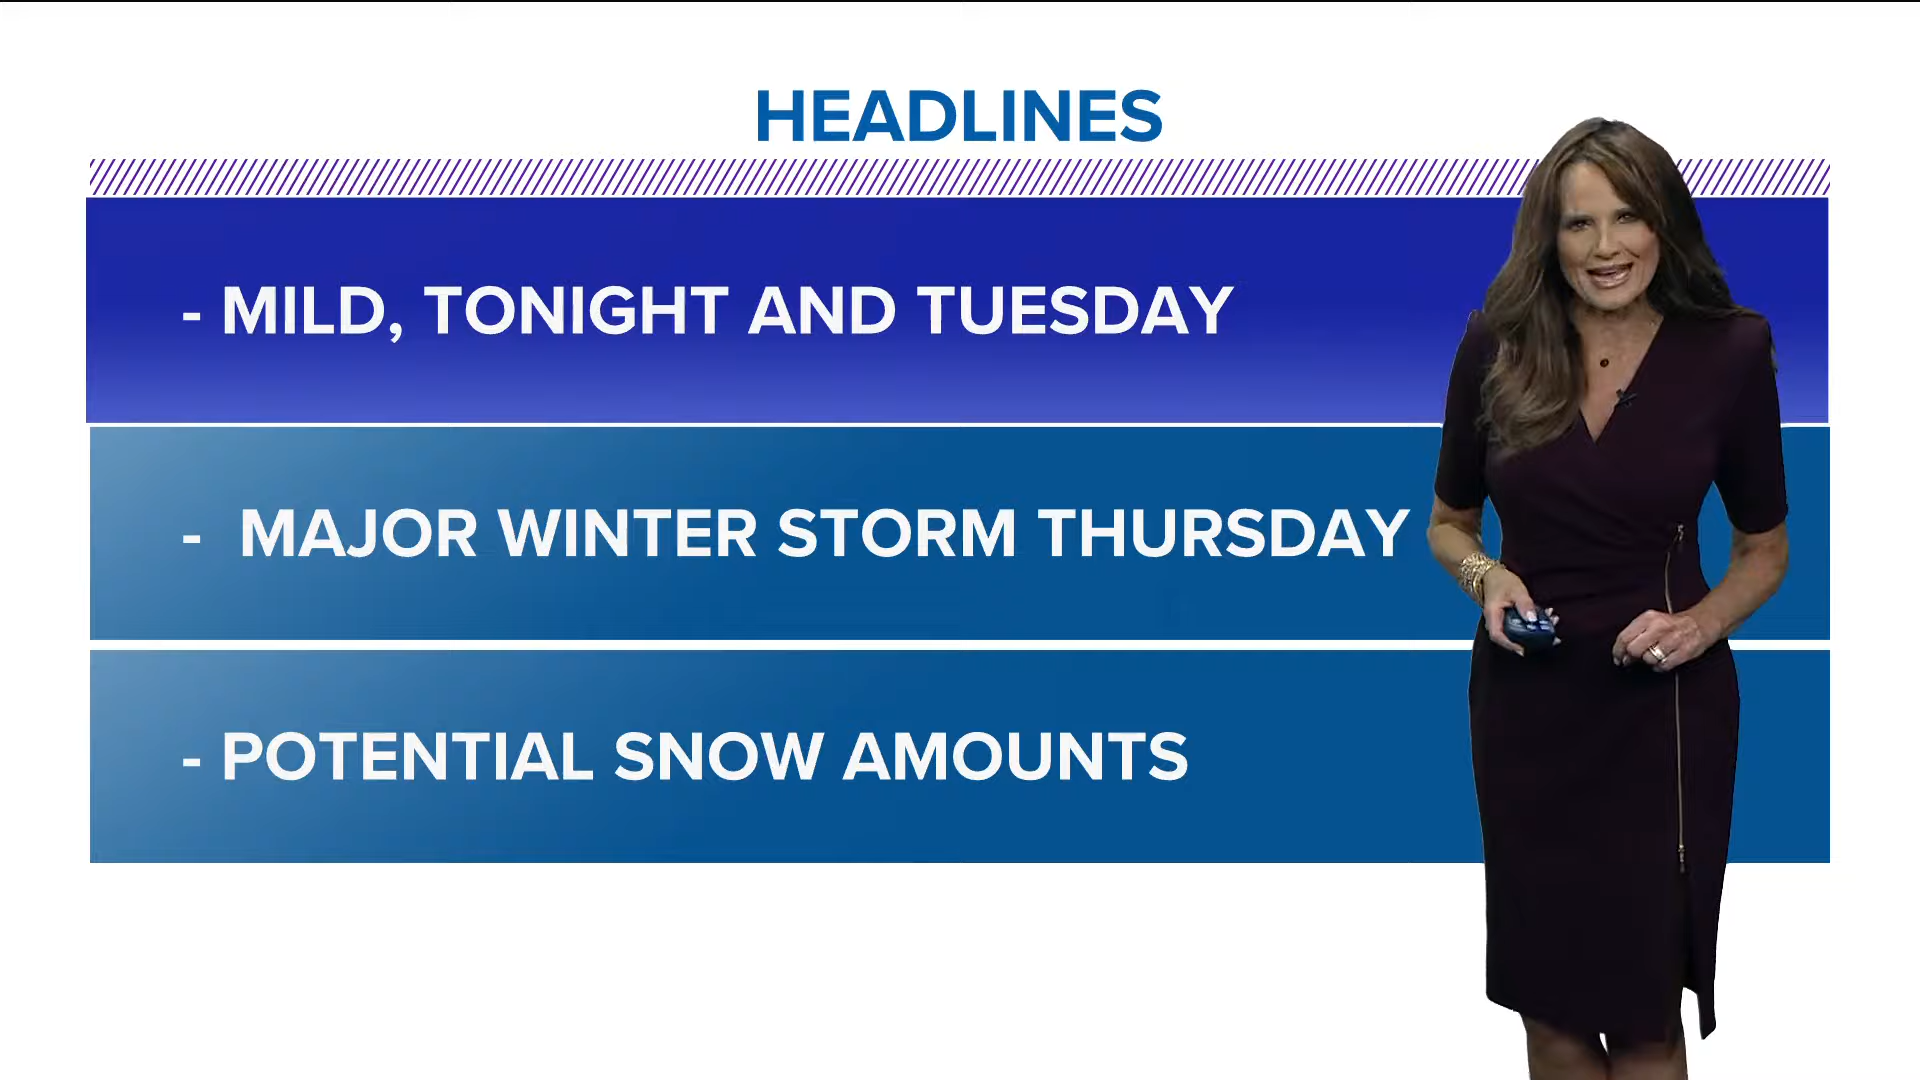 HEADLINES
- MILD, TONIGHT AND TUESDAY
- MAJOR WINTER STORM THURSDAY
- POTENTIAL SNOW AMOUNTS